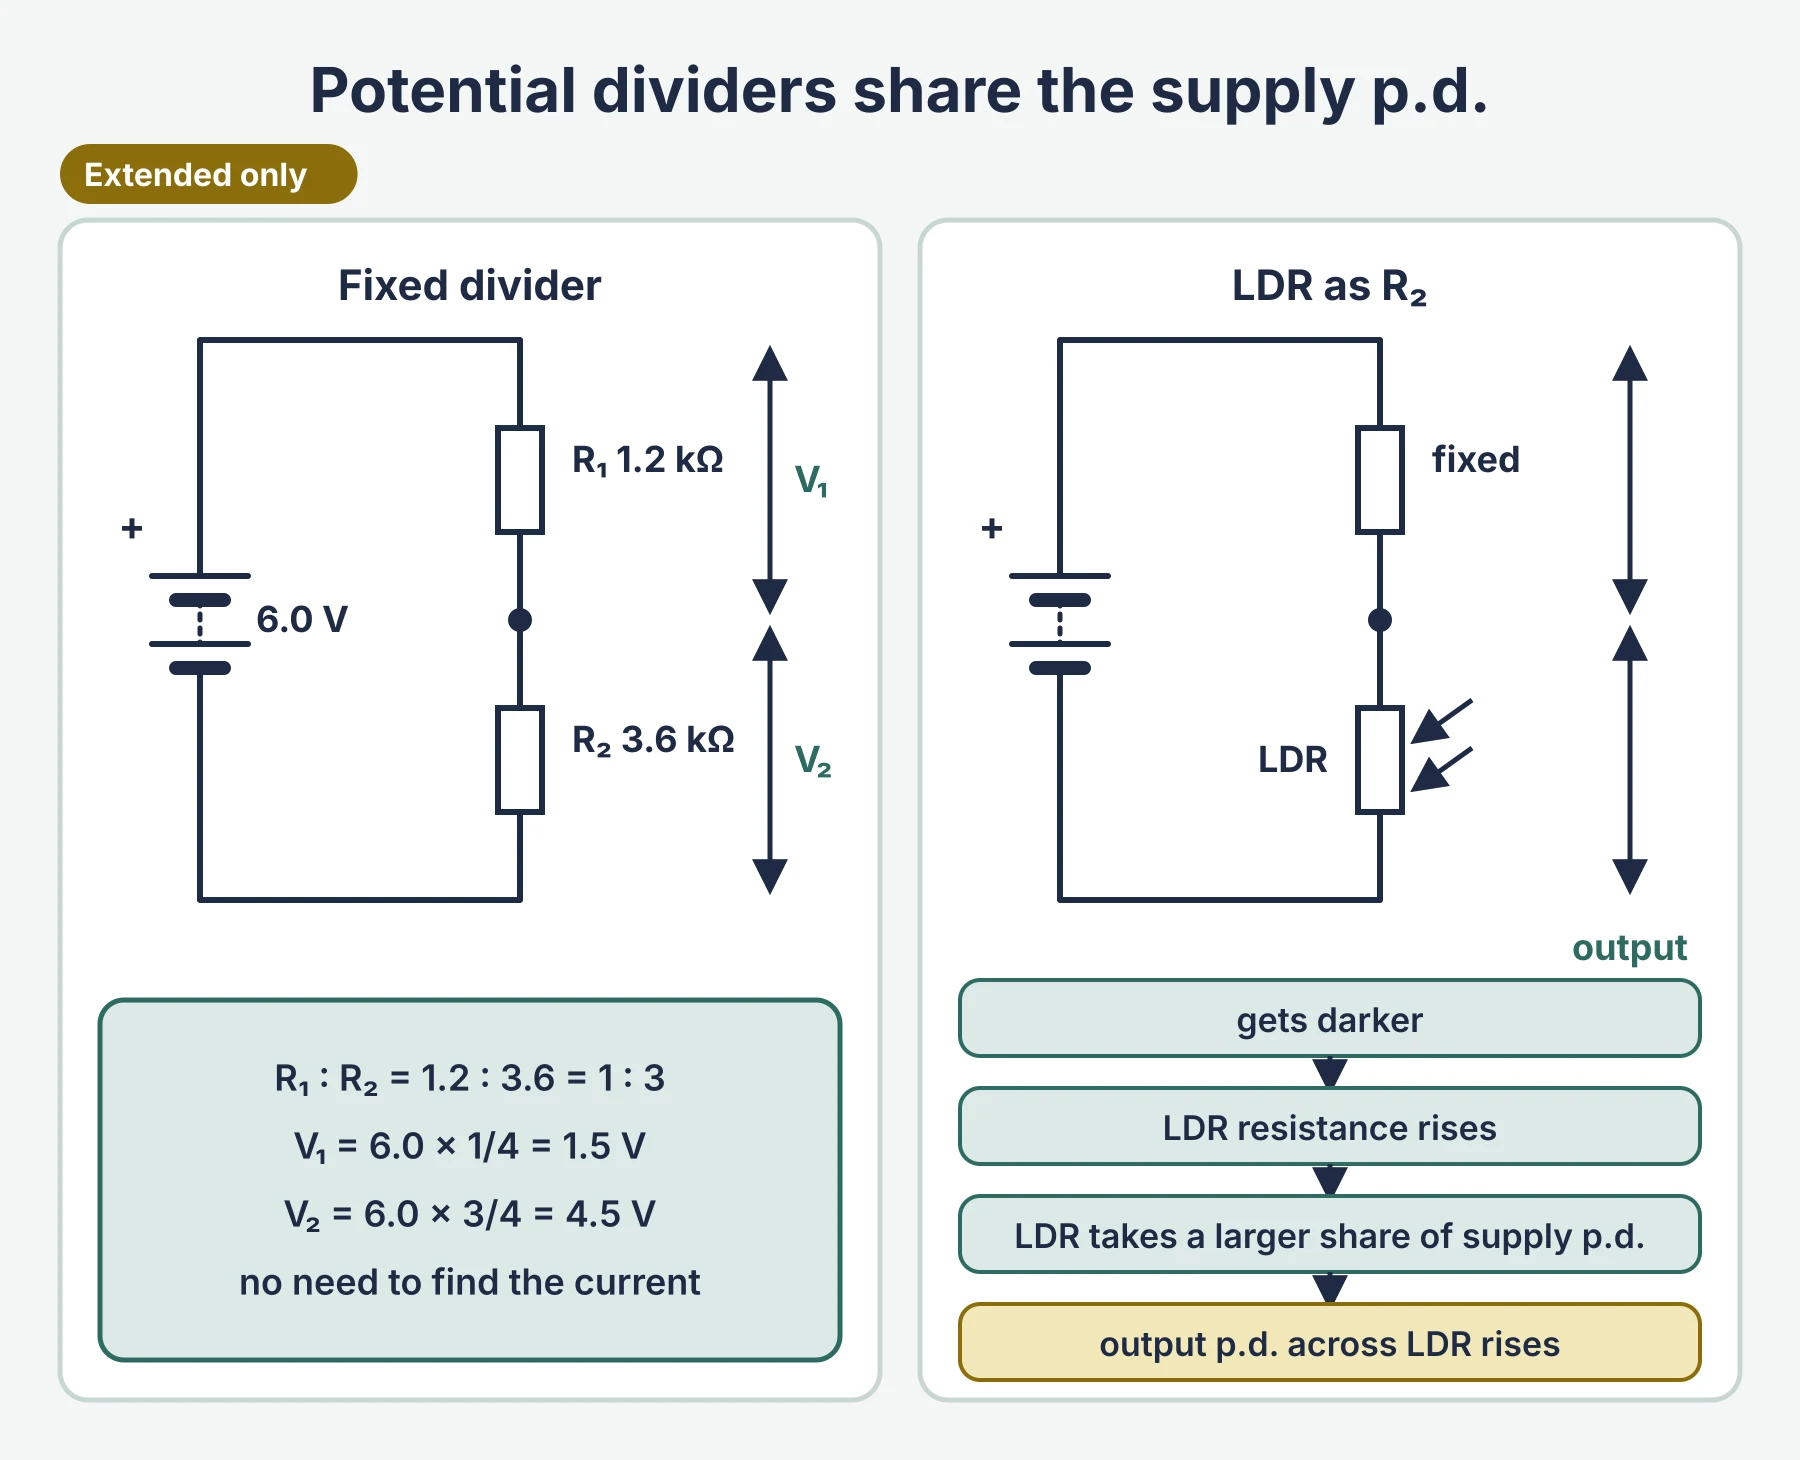 Potential dividers share the supply p.d.
Extended only
Fixed divider
R₁ 1.2 kΩ
V₁
+
6.0 V
R₂ 3.6 kΩ
V₂
R₁ : R₂ = 1.2 : 3.6 = 1 : 3
V₁ = 6.0 × 1/4 = 1.5 V
V₂ = 6.0 × 3/4 = 4.5 V
no need to find the current
LDR as R₂
fixed
+
LDR
output
gets darker
LDR resistance rises
LDR takes a larger share of supply p.d.
output p.d. across LDR rises